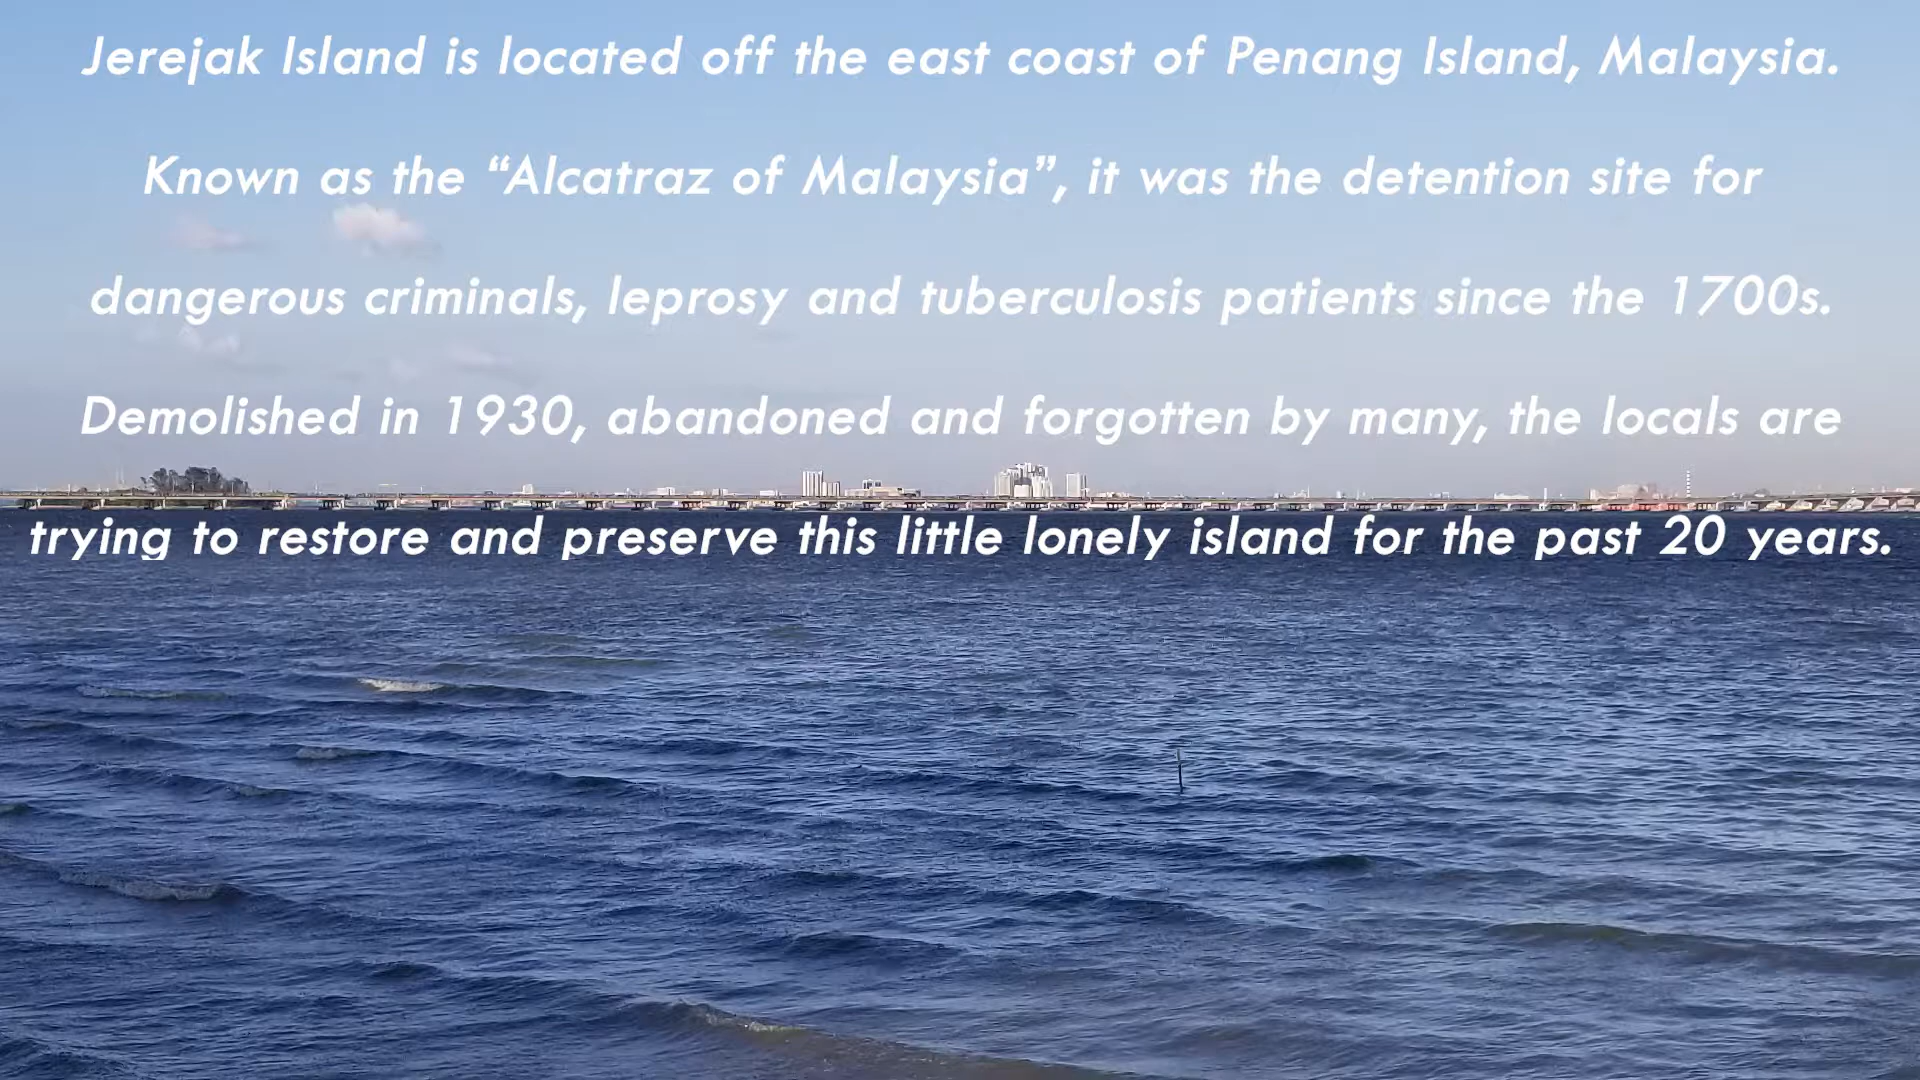 Jerejak Island is located off the east coast of Penang Island, Malaysia.
Known as the “Alcatraz of Malaysia”, it was the detention site for
dangerous criminals, leprosy and tuberculosis patients since the 1700s.
Demolished in 1930, abandoned and forgotten by many, the locals are
trying to restore and preserve this little lonely island for the past 20 years.